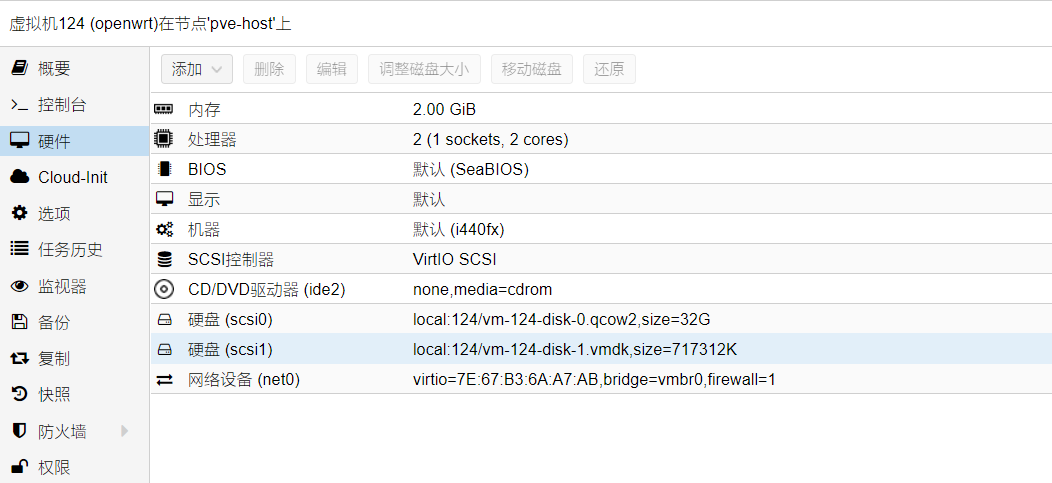 虚拟机124 (openwrt)在节点'pve-host'上
概要
控制台
硬件
Cloud-Init
选项
任务历史
监视器
备份
复制
快照
防火墙
权限
添加 删除 编辑 调整磁盘大小 移动磁盘 还原
内存 2.00 GiB
处理器 2 (1 sockets, 2 cores)
BIOS 默认 (SeaBIOS)
显示 默认
机器 默认 (i440fx)
SCSI控制器 VirtIO SCSI
CD/DVD驱动器 (ide2) none,media=cdrom
硬盘 (scsi0) local:124/vm-124-disk-0.qcow2,size=32G
硬盘 (scsi1) local:124/vm-124-disk-1.vmdk,size=717312K
网络设备 (net0) virtio=7E:67:B3:6A:A7:AB,bridge=vmbr0,firewall=1